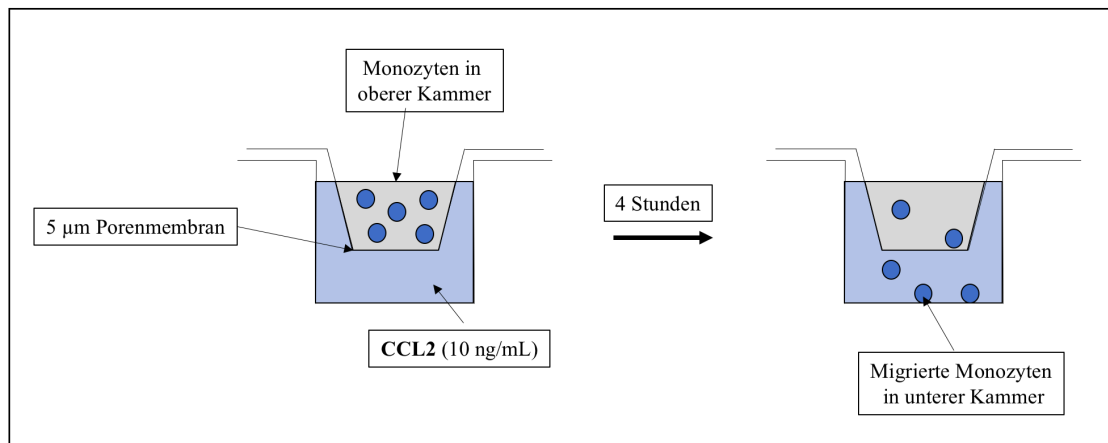 Monozyten in
oberer Kammer
5 µm Porenmembran
4 Stunden
CCL2 (10 ng/mL)
Migrierte Monozyten
in unterer Kammer